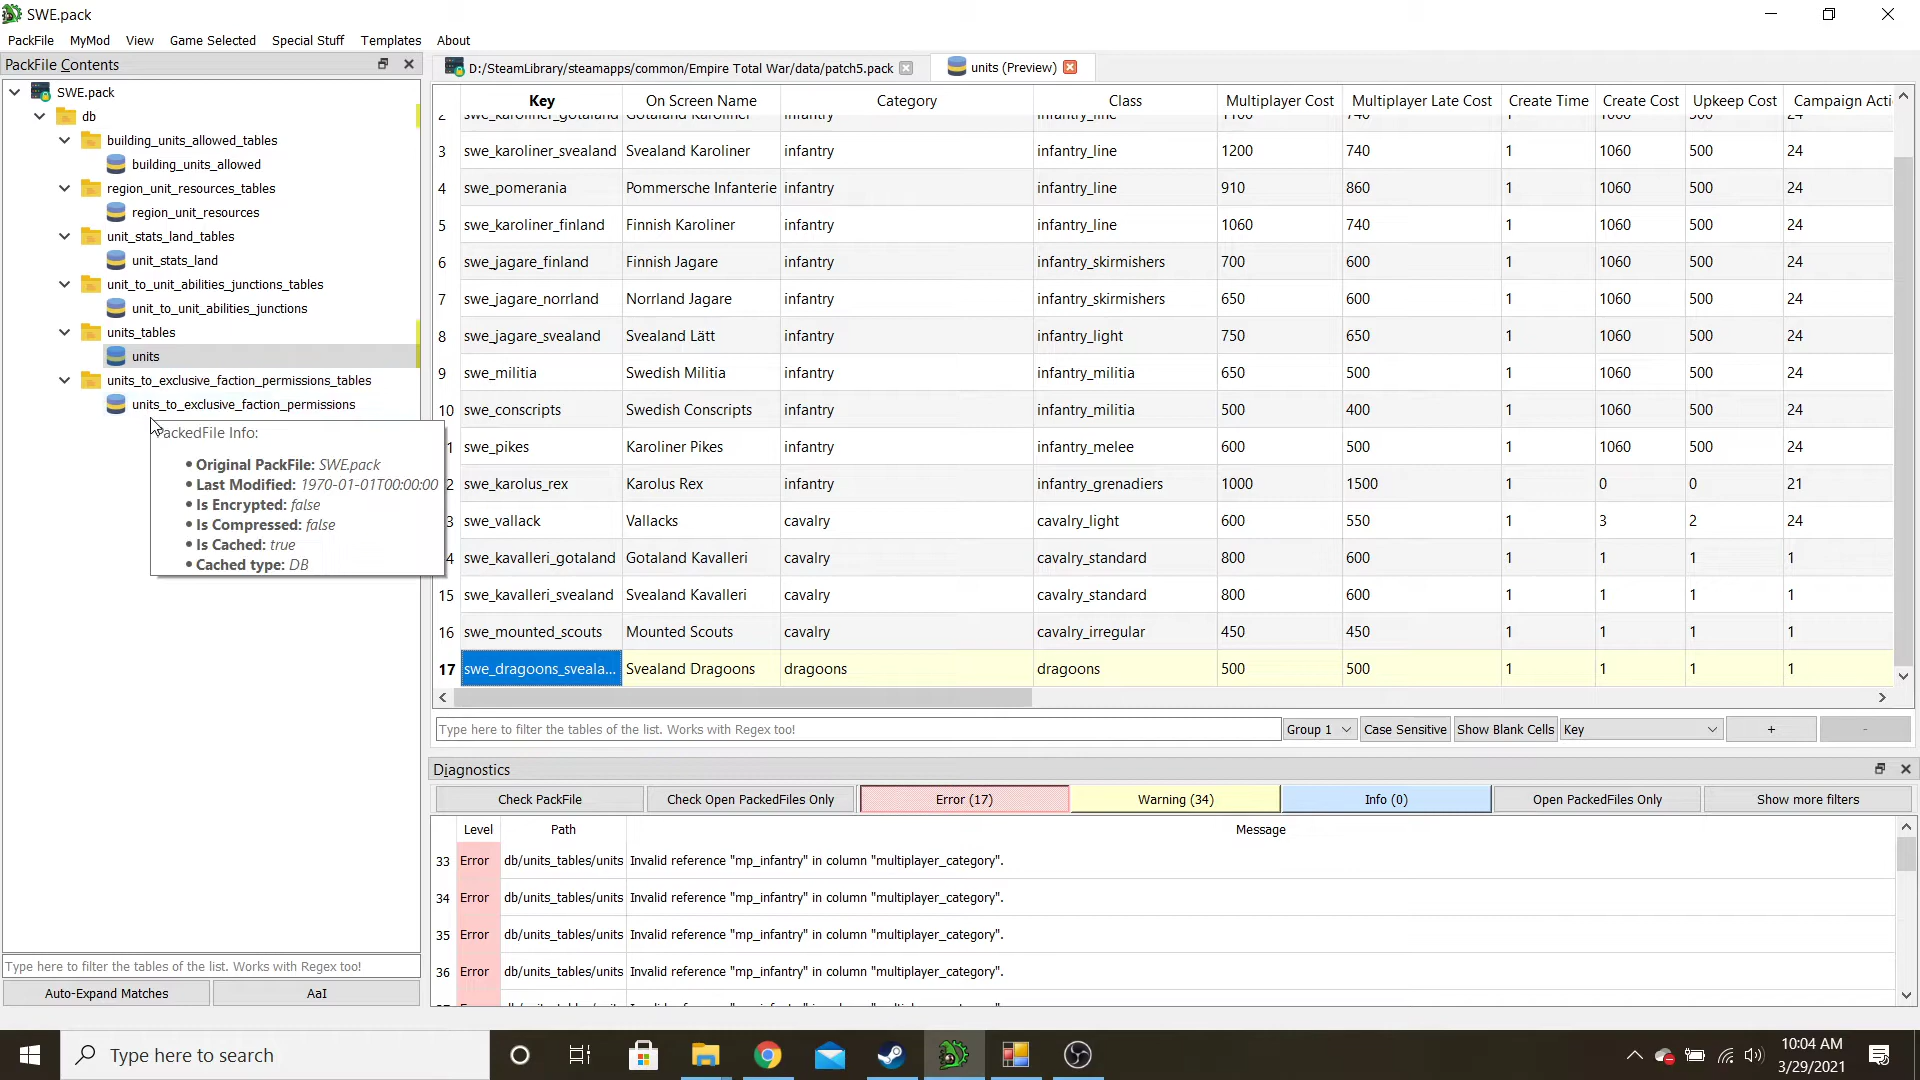 SWE.pack
PackFile MyMod View Game Selected Special Stuff Templates About
PackFile Contents
SWE.pack
db
building_units_allowed_tables
building_units_allowed
region_unit_resources_tables
region_unit_resources
unit_stats_land_tables
unit_stats_land
unit_to_unit_abilities_junctions_tables
unit_to_unit_abilities_junctions
units_tables
units
units_to_exclusive_faction_permissions_tables
units_to_exclusive_faction_permissions
PackedFile Info:
• Original PackFile: SWE.pack
• Last Modified: 1970-01-01T00:00:00
• Is Encrypted: false
• Is Compressed: false
• Is Cached: true
• Cached type: DB
Type here to filter the tables of the list. Works with Regex too!
Auto-Expand Matches AaI
D:/SteamLibrary/steamapps/common/Empire Total War/data/patch5.pack units (Preview)
Key On Screen Name Category Class Multiplayer Cost Multiplayer Late Cost Create Time Create Cost Upkeep Cost Campaign Acti
2 swe_karoliner_gotaland Gotaland Karoliner infantry infantry_line 1100 740 1 1060 500 24
3 swe_karoliner_svealand Svealand Karoliner infantry infantry_line 1200 740 1 1060 500 24
4 swe_pomerania Pommersche Infanterie infantry infantry_line 910 860 1 1060 500 24
5 swe_karoliner_finland Finnish Karoliner infantry infantry_line 1060 740 1 1060 500 24
6 swe_jagare_finland Finnish Jagare infantry infantry_skirmishers 700 600 1 1060 500 24
7 swe_jagare_norrland Norrland Jagare infantry infantry_skirmishers 650 600 1 1060 500 24
8 swe_jagare_svealand Svealand Lätt infantry infantry_light 750 650 1 1060 500 24
9 swe_militia Swedish Militia infantry infantry_militia 650 500 1 1060 500 24
10 swe_conscripts Swedish Conscripts infantry infantry_militia 500 400 1 1060 500 24
1 swe_pikes Karoliner Pikes infantry infantry_melee 600 500 1 1060 500 24
2 swe_karolus_rex Karolus Rex infantry infantry_grenadiers 1000 1500 1 0 0 21
3 swe_vallack Vallacks cavalry cavalry_light 600 550 1 3 2 24
4 swe_kavalleri_gotaland Gotaland Kavalleri cavalry cavalry_standard 800 600 1 1 1 1
15 swe_kavalleri_svealand Svealand Kavalleri cavalry cavalry_standard 800 600 1 1 1 1
16 swe_mounted_scouts Mounted Scouts cavalry cavalry_irregular 450 450 1 1 1 1
17 swe_dragoons_sveala... Svealand Dragoons dragoons dragoons 500 500 1 1 1 1
Type here to filter the tables of the list. Works with Regex too! Group 1 Case Sensitive Show Blank Cells Key + -
Diagnostics
Check PackFile Check Open PackedFiles Only Error (17) Warning (34) Info (0) Open PackedFiles Only Show more filters
Level Path Message
33 Error db/units_tables/units Invalid reference "mp_infantry" in column "multiplayer_category".
34 Error db/units_tables/units Invalid reference "mp_infantry" in column "multiplayer_category".
35 Error db/units_tables/units Invalid reference "mp_infantry" in column "multiplayer_category".
36 Error db/units_tables/units Invalid reference "mp_infantry" in column "multiplayer_category".
Type here to search
10:04 AM
3/29/2021